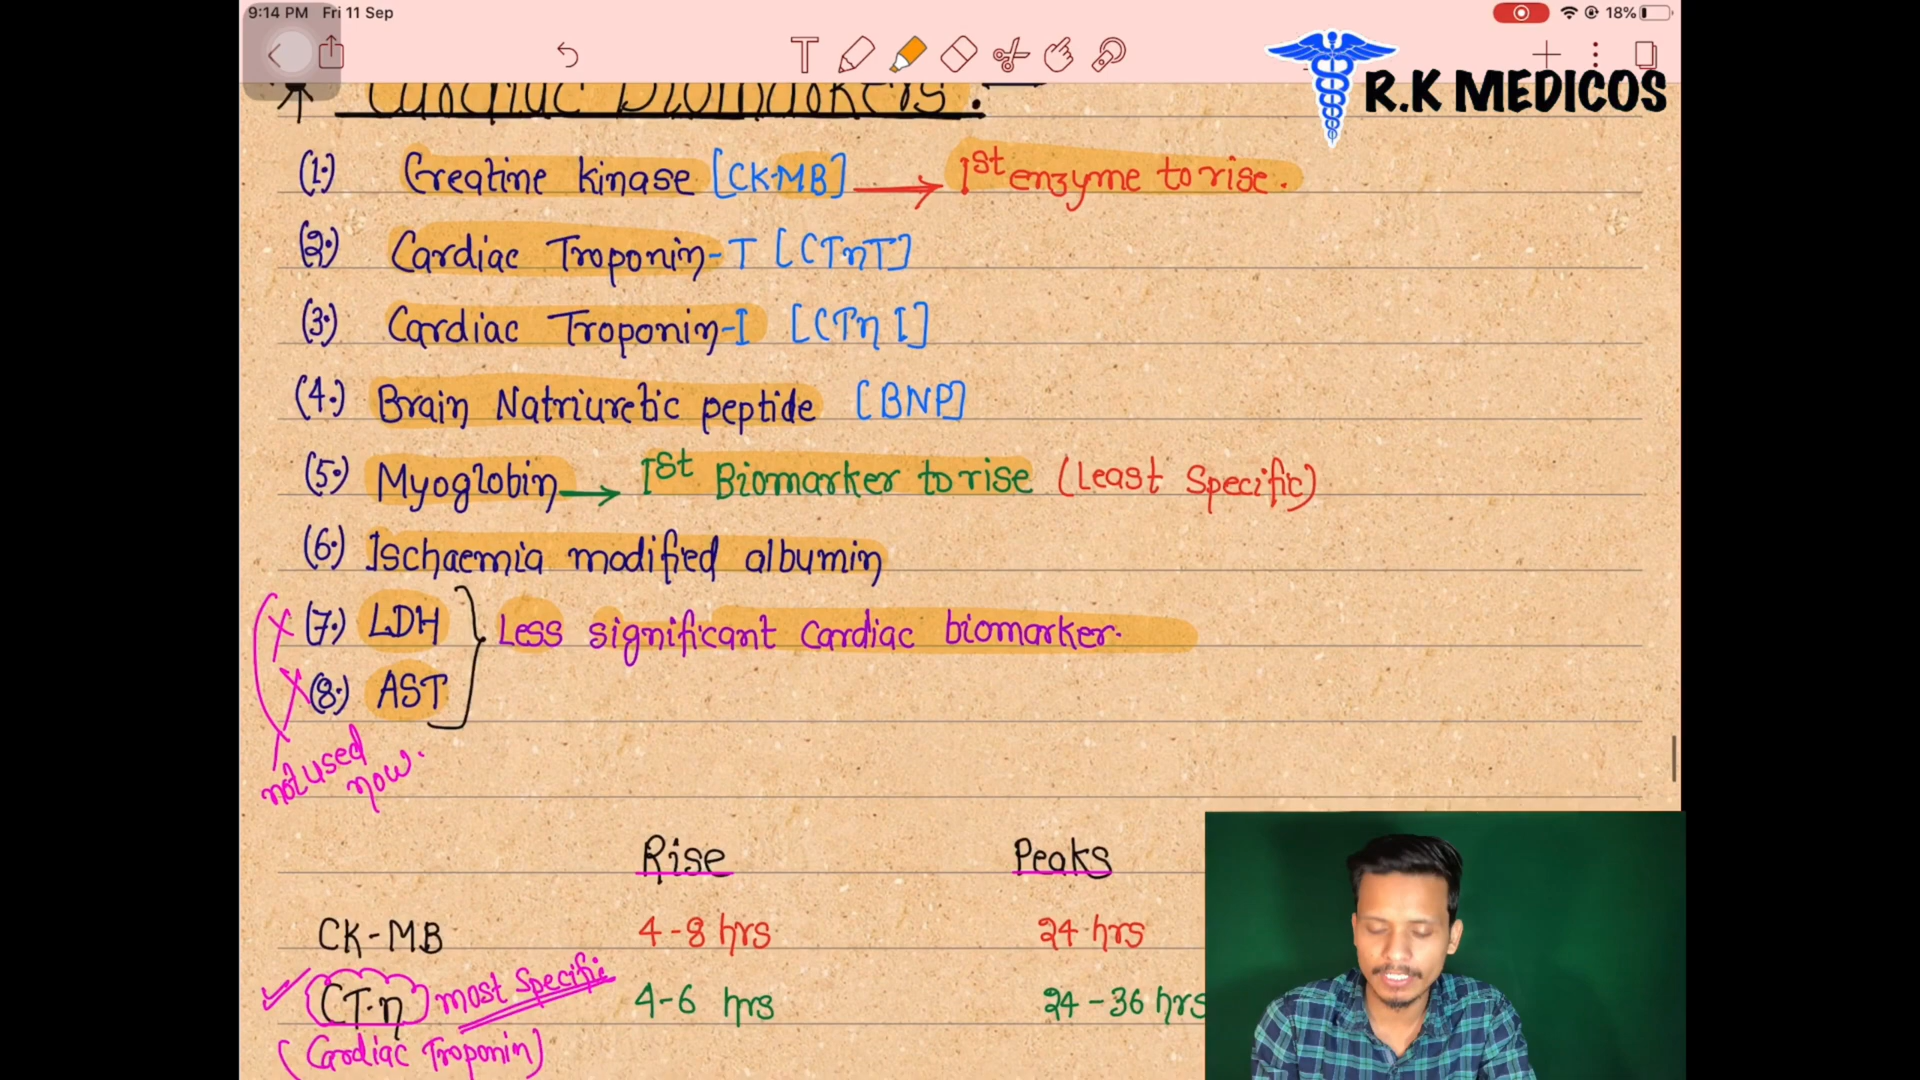 9:14 PM Fri 11 Sep
18%
R.K MEDICOS
Cardiac Biomarkers:
(1.) Creatine kinase [CK-MB] → 1st enzyme to rise.
(2.) Cardiac Troponin-T [CTnT]
(3.) Cardiac Troponin-I [CTn I]
(4.) Brain Natriuretic peptide [BNP]
(5.) Myoglobin → 1st Biomarker to rise (Least Specific)
(6.) Ischaemia modified albumin
(7.) LDH
Less significant cardiac biomarker.
(8.) AST
not used now.
Rise Peaks
CK-MB 4-8 hrs 24 hrs
CT-n most Specific 4-6 hrs 24-36 hrs
(Cardiac Troponin)